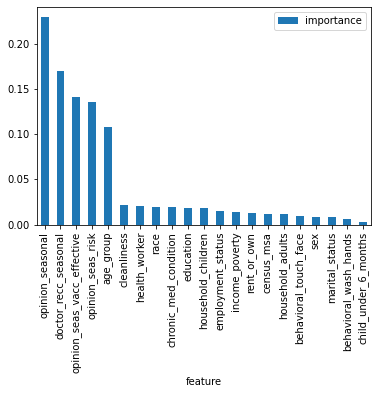 importance
0.20
0.15
0.10
0.05
0.00
opinion_seasonal
doctor_recc_seasonal
opinion_seas_vacc_effective
opinion_seas_risk
age_group
cleanliness
health_worker
race
chronic_med_condition
education
household_children
employment_status
income_poverty
rent_or_own
census_msa
household_adults
behavioral_touch_face
sex
marital_status
behavioral_wash_hands
child_under_6_months
feature